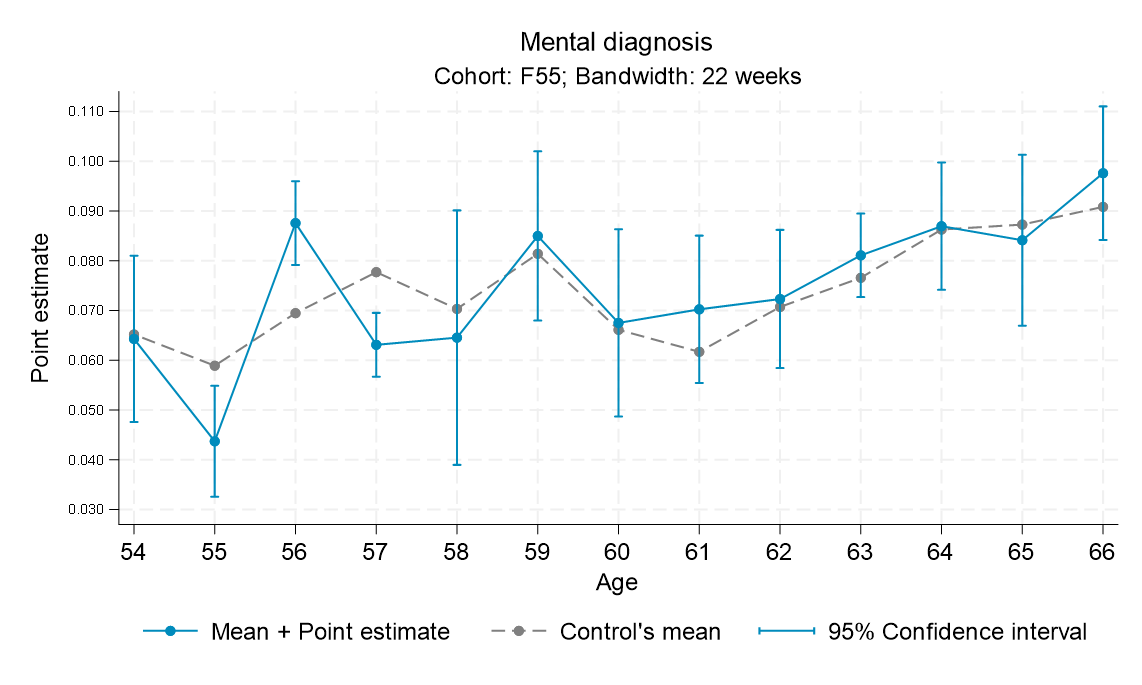 Mental diagnosis
Cohort: F55; Bandwidth: 22 weeks
Point estimate
0.110
0.100
0.090
0.080
0.070
0.060
0.050
0.040
0.030
54 55 56 57 58 59 60 61 62 63 64 65 66
Age
Mean + Point estimate Control's mean 95% Confidence interval